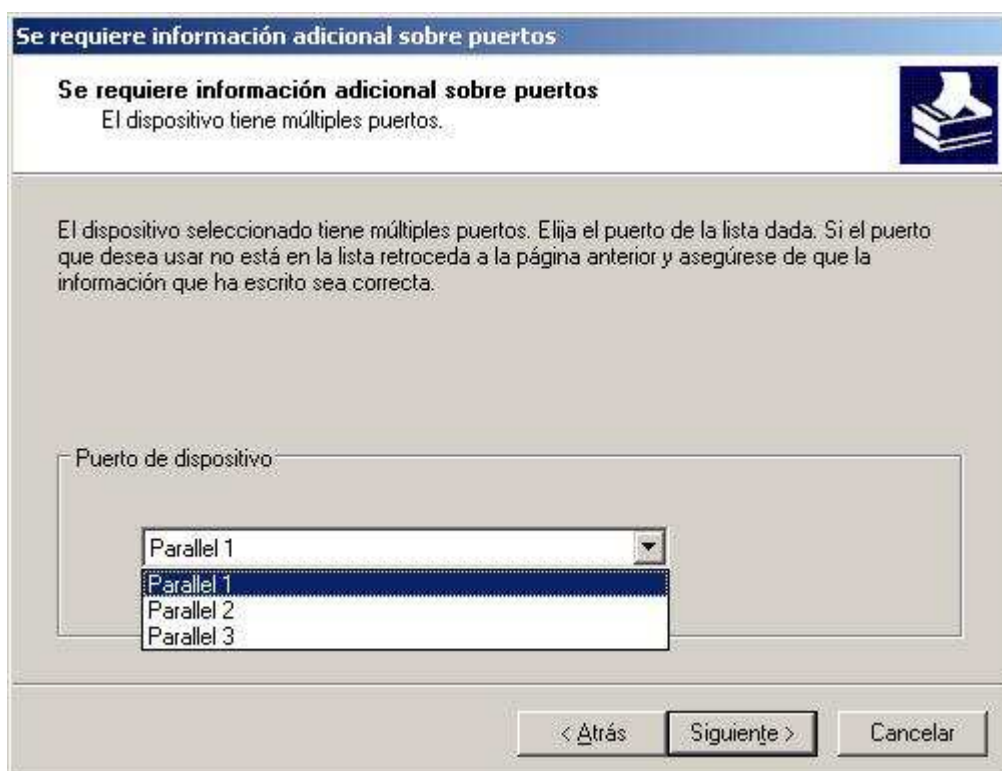 Se requiere información adicional sobre puertos
Se requiere información adicional sobre puertos
El dispositivo tiene múltiples puertos.
El dispositivo seleccionado tiene múltiples puertos. Elija el puerto de la lista dada. Si el puerto
que desea usar no está en la lista retroceda a la página anterior y asegúrese de que la
información que ha escrito sea correcta.
Puerto de dispositivo
Parallel 1
Parallel 1
Parallel 2
Parallel 3
< Atrás Siguiente > Cancelar